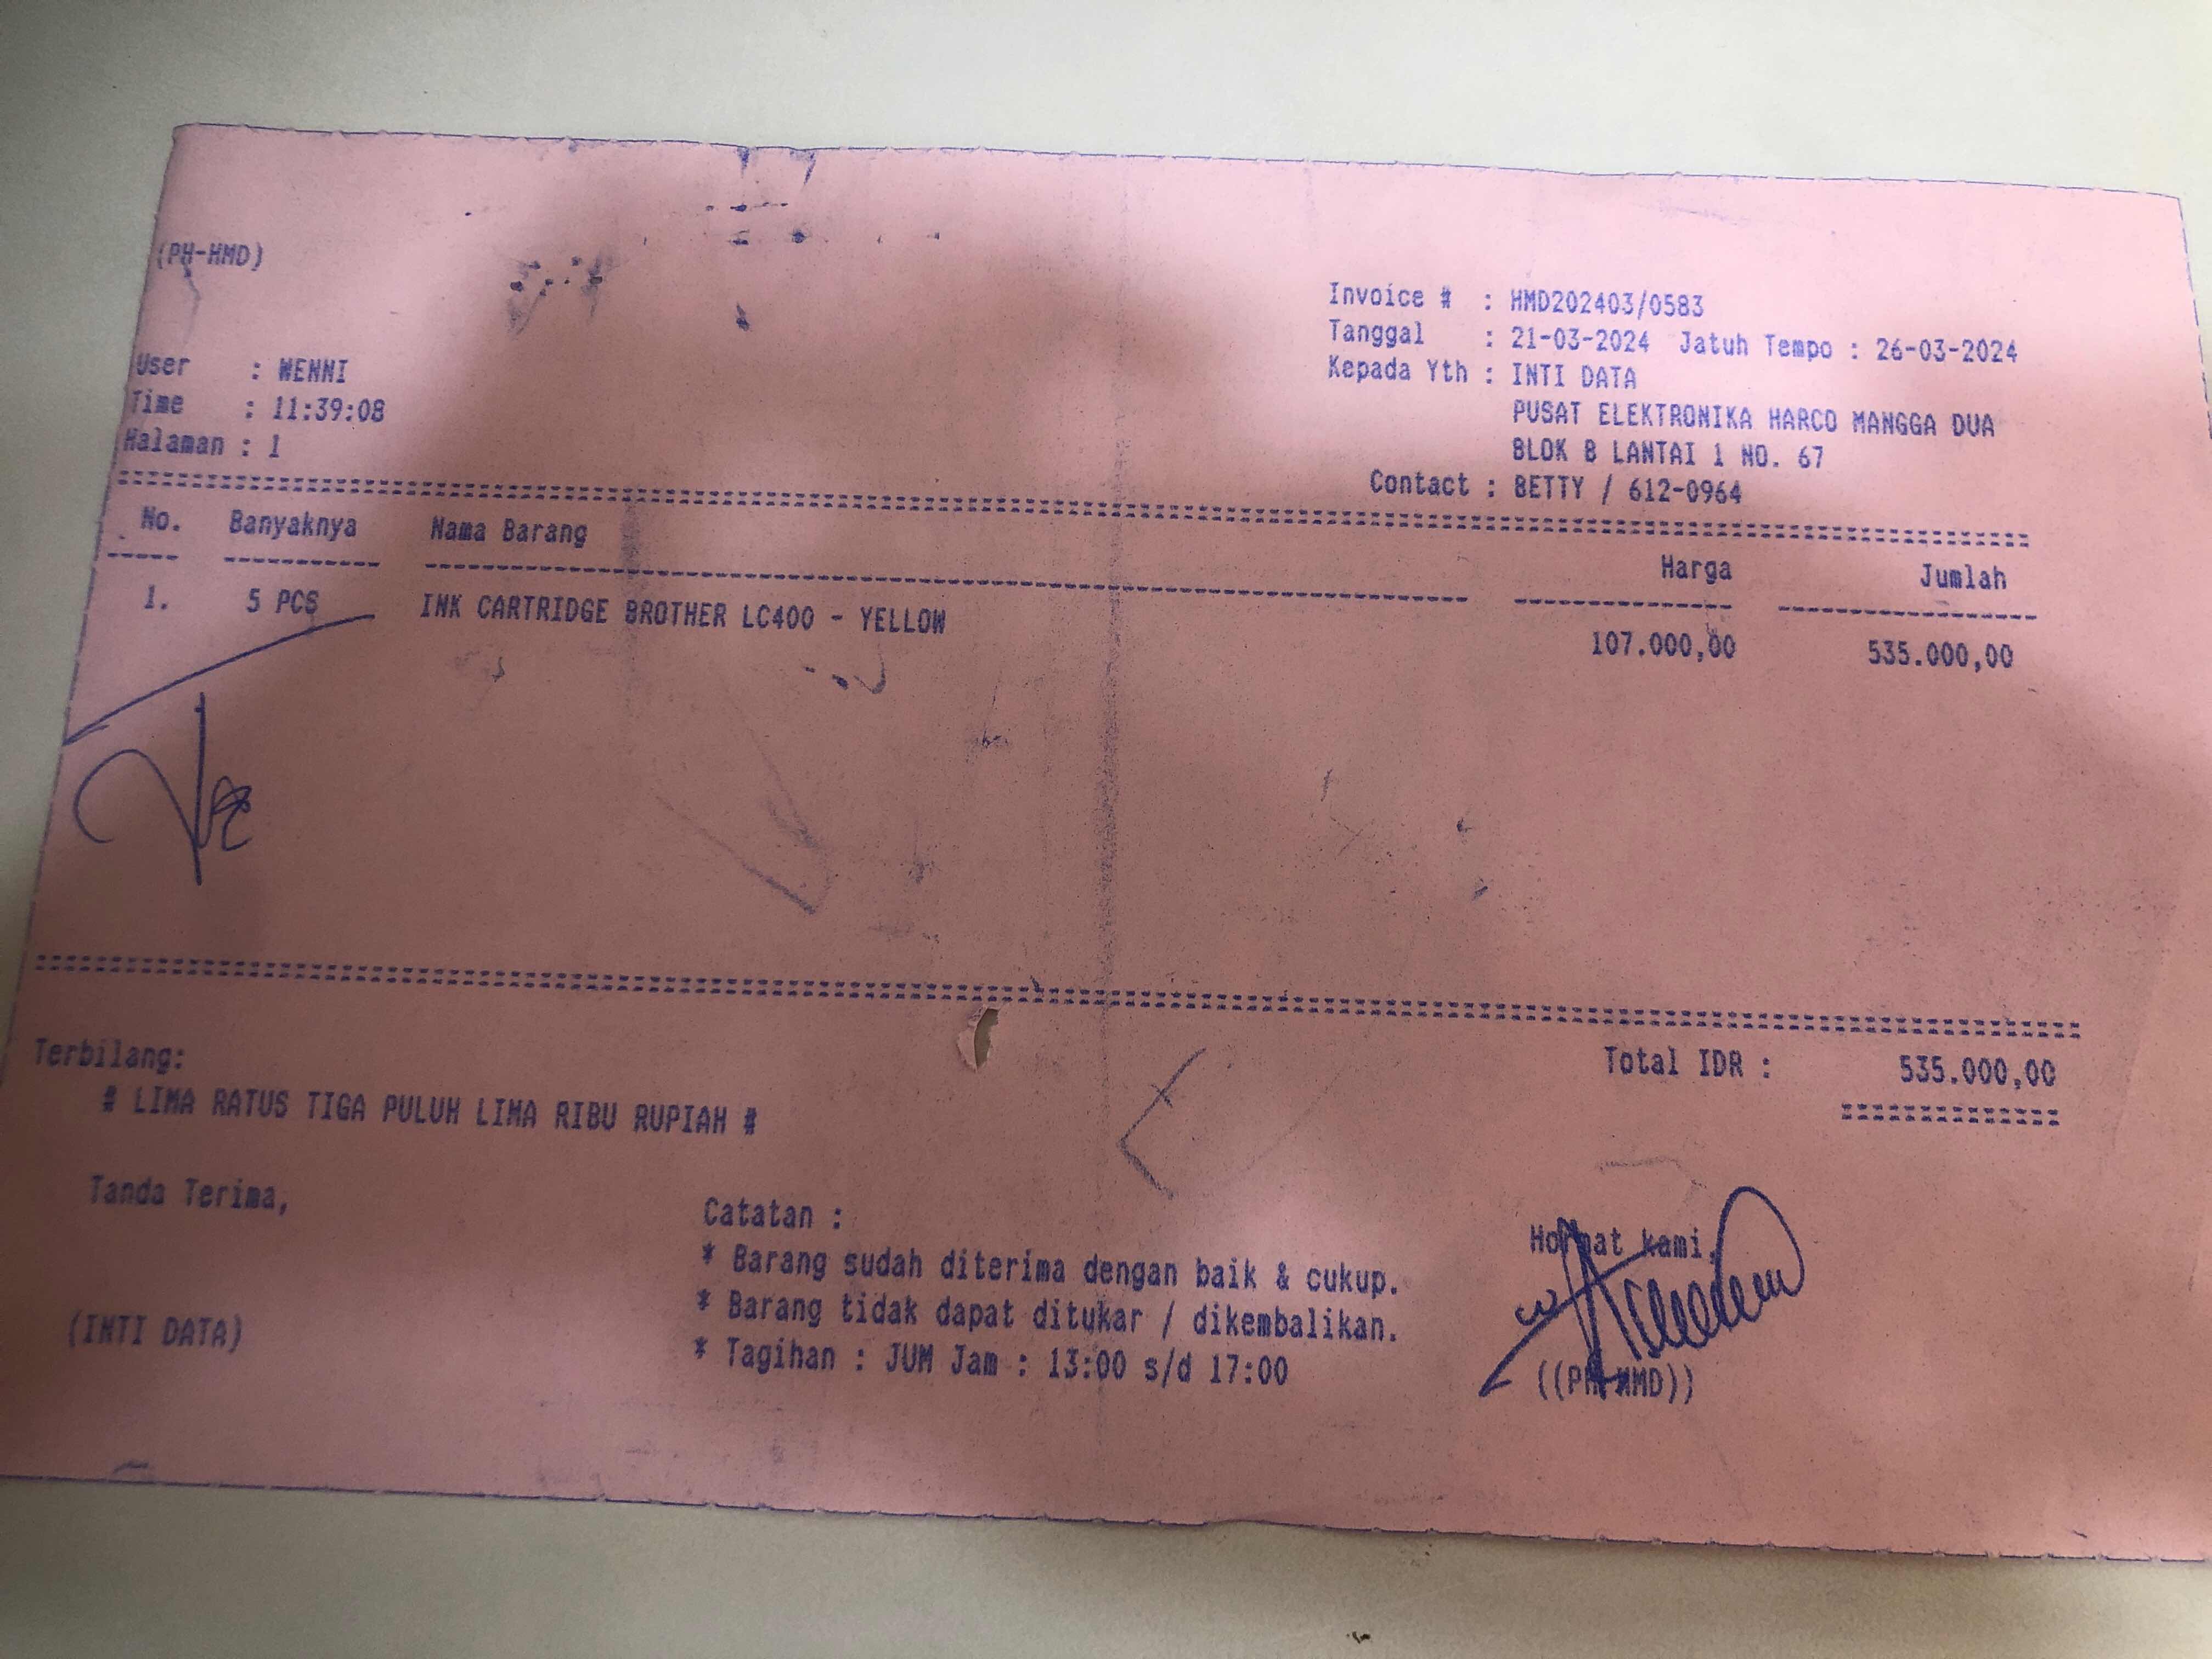 (PH-HMD)
Invoice # : HMD202403/0583
Tanggal : 21-03-2024 Jatuh Tempo : 26-03-2024
Kepada Yth : INTI DATA
PUSAT ELEKTRONIKA HARCO MANGGA DUA
BLOK B LANTAI 1 NO. 67
Contact : BETTY / 612-0964
User : WENNI
Time : 11:39:08
Halaman : 1
No. Banyaknya Nama Barang Harga Jumlah
1. 5 PCS INK CARTRIDGE BROTHER LC400 - YELLOW 107.000,00 535.000,00
Terbilang: Total IDR : 535.000,00
# LIMA RATUS TIGA PULUH LIMA RIBU RUPIAH #
Tanda Terima,
(INTI DATA)
Catatan :
* Barang sudah diterima dengan baik & cukup.
* Barang tidak dapat ditukar / dikembalikan.
* Tagihan : JUM Jam : 13:00 s/d 17:00
Hormat kami,
((PH-HMD))